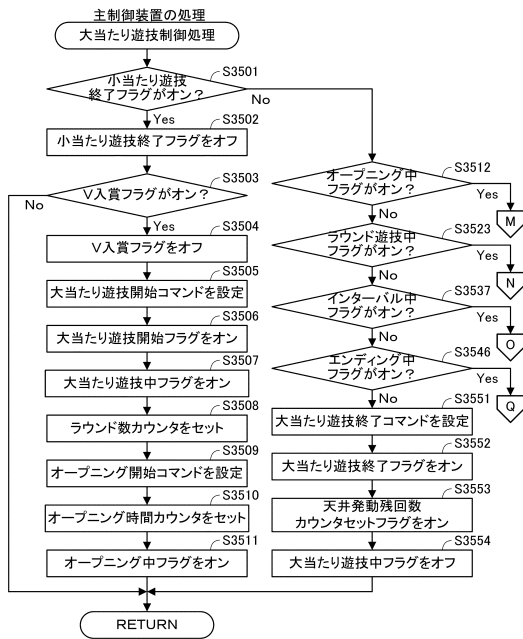 主制御装置の処理
大当たり遊技制御処理
S3501
小当たり遊技
終了フラグがオン？
No
Yes
S3502
小当たり遊技終了フラグをオフ
S3503
V入賞フラグがオン？
No
Yes
S3504
V入賞フラグをオフ
S3505
大当たり遊技開始コマンドを設定
S3506
大当たり遊技開始フラグをオン
S3507
大当たり遊技中フラグをオン
S3508
ラウンド数カウンタをセット
S3509
オープニング開始コマンドを設定
S3510
オープニング時間カウンタをセット
S3511
オープニング中フラグをオン
S3512
オープニング中
フラグがオン？
Yes
M
No
S3523
ラウンド遊技中
フラグがオン？
Yes
N
No
S3537
インターバル中
フラグがオン？
Yes
O
No
S3546
エンディング中
フラグがオン？
Yes
Q
No
S3551
大当たり遊技終了コマンドを設定
S3552
大当たり遊技終了フラグをオン
S3553
天井発動残回数
カウンタセットフラグをオン
S3554
大当たり遊技中フラグをオフ
RETURN